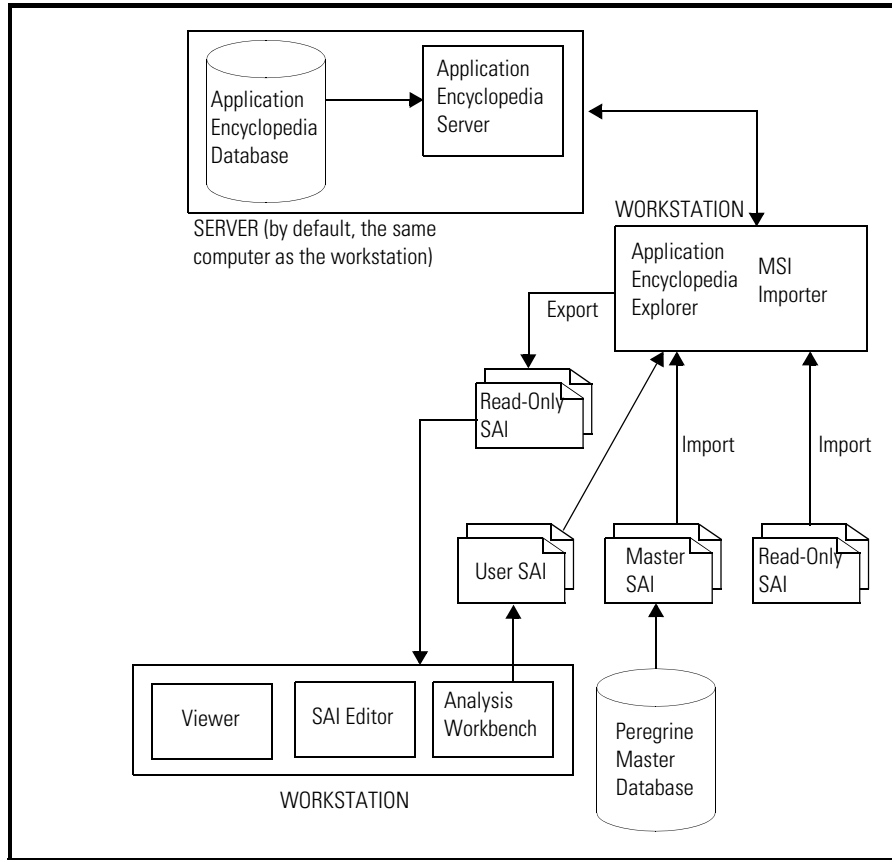 Application
Encyclopedia
Database
Application
Encyclopedia
Server
SERVER (by default, the same
computer as the workstation)
WORKSTATION
Application
Encyclopedia
Explorer
MSI
Importer
Export
Read-Only
SAI
Import
Import
User SAI
Master
SAI
Read-Only
SAI
Viewer
SAI Editor
Analysis
Workbench
WORKSTATION
Peregrine
Master
Database